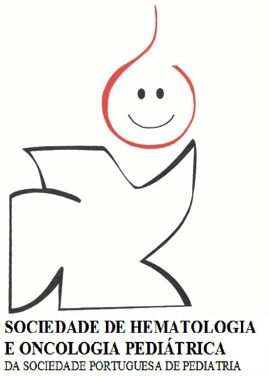 SOCIEDADE DE HEMATOLOGIA
E ONCOLOGIA PEDIÁTRICA
DA SOCIEDADE PORTUGUESA DE PEDIATRIA